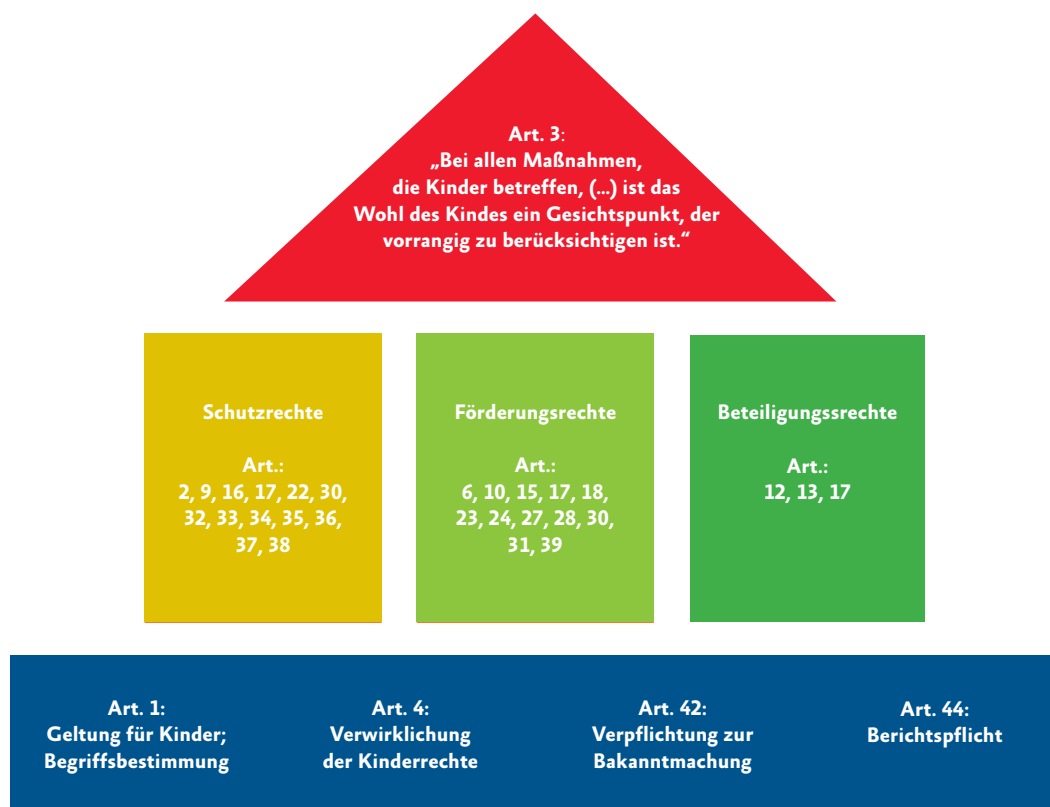 Art. 3:
„Bei allen Maßnahmen,
die Kinder betreffen, (...) ist das
Wohl des Kindes ein Gesichtspunkt, der
vorrangig zu berücksichtigen ist.“
Schutzrechte
Art.:
2, 9, 16, 17, 22, 30,
32, 33, 34, 35, 36,
37, 38
Förderungsrechte
Art.:
6, 10, 15, 17, 18,
23, 24, 27, 28, 30,
31, 39
Beteiligungssrechte
Art.:
12, 13, 17
Art. 1:
Geltung für Kinder;
Begriffsbestimmung
Art. 4:
Verwirklichung
der Kinderrechte
Art. 42:
Verpflichtung zur
Bakanntmachung
Art. 44:
Berichtspflicht